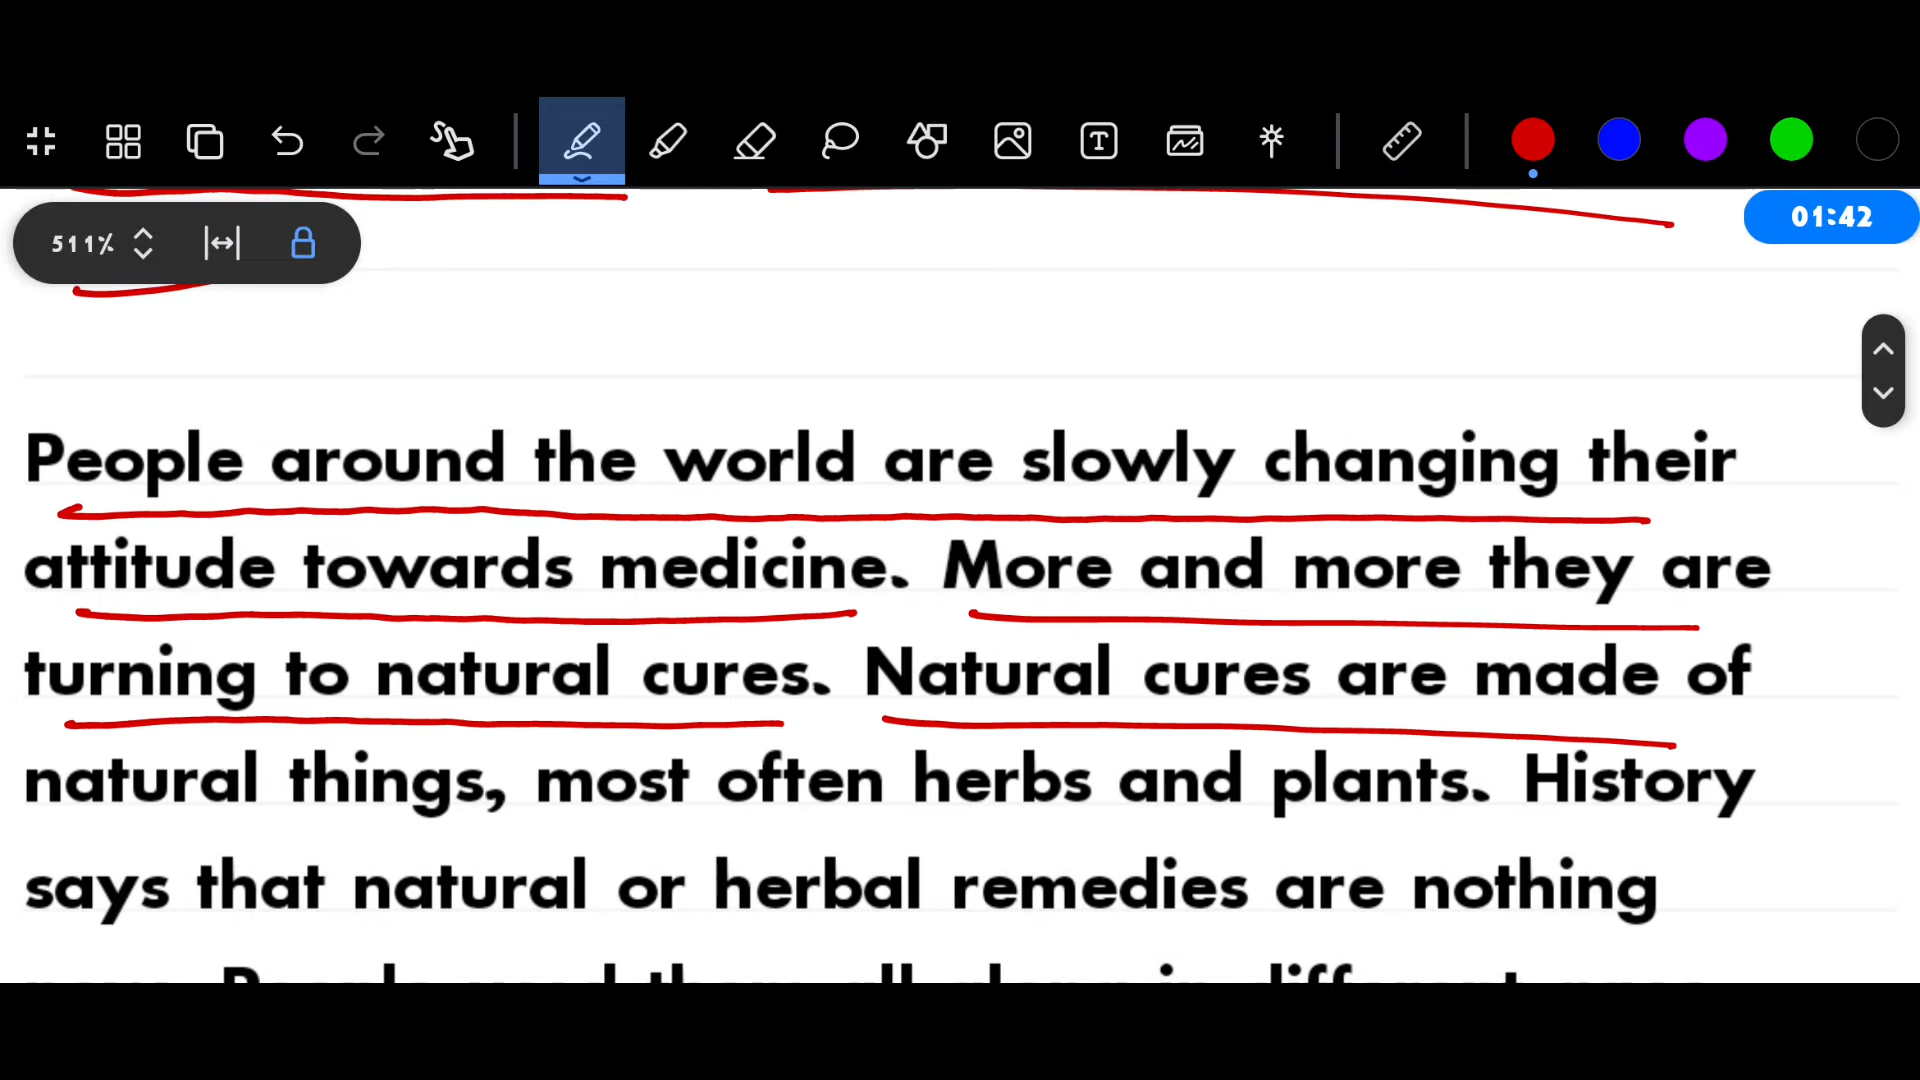 511%
01:42
People around the world are slowly changing their
attitude towards medicine. More and more they are
turning to natural cures. Natural cures are made of
natural things, most often herbs and plants. History
says that natural or herbal remedies are nothing